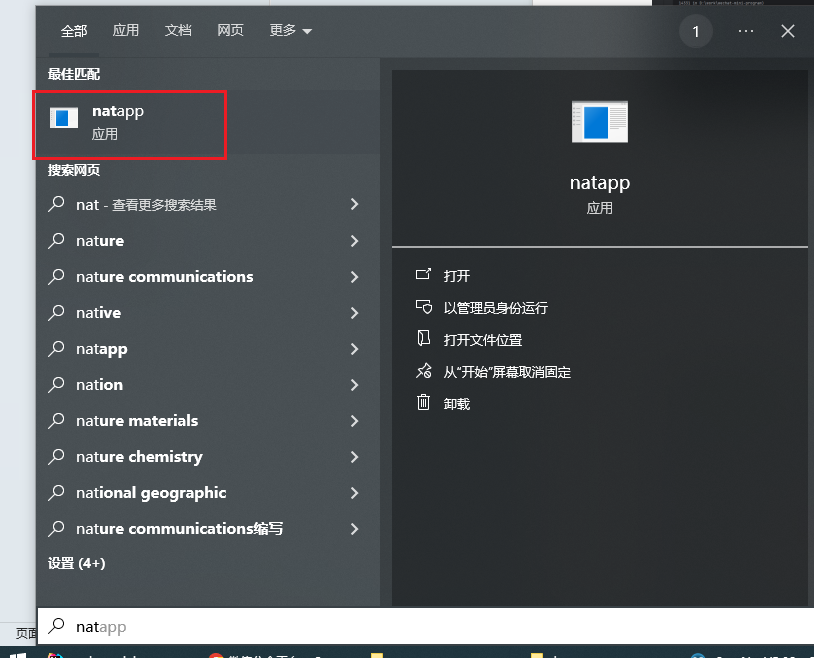 全部 应用 文档 网页 更多 1 ···
最佳匹配
natapp
应用
搜索网页
nat - 查看更多搜索结果
nature
nature communications
native
natapp
nation
nature materials
nature chemistry
national geographic
nature communications缩写
设置 (4+)
natapp
应用
打开
以管理员身份运行
打开文件位置
从“开始”屏幕取消固定
卸载
natapp
页面